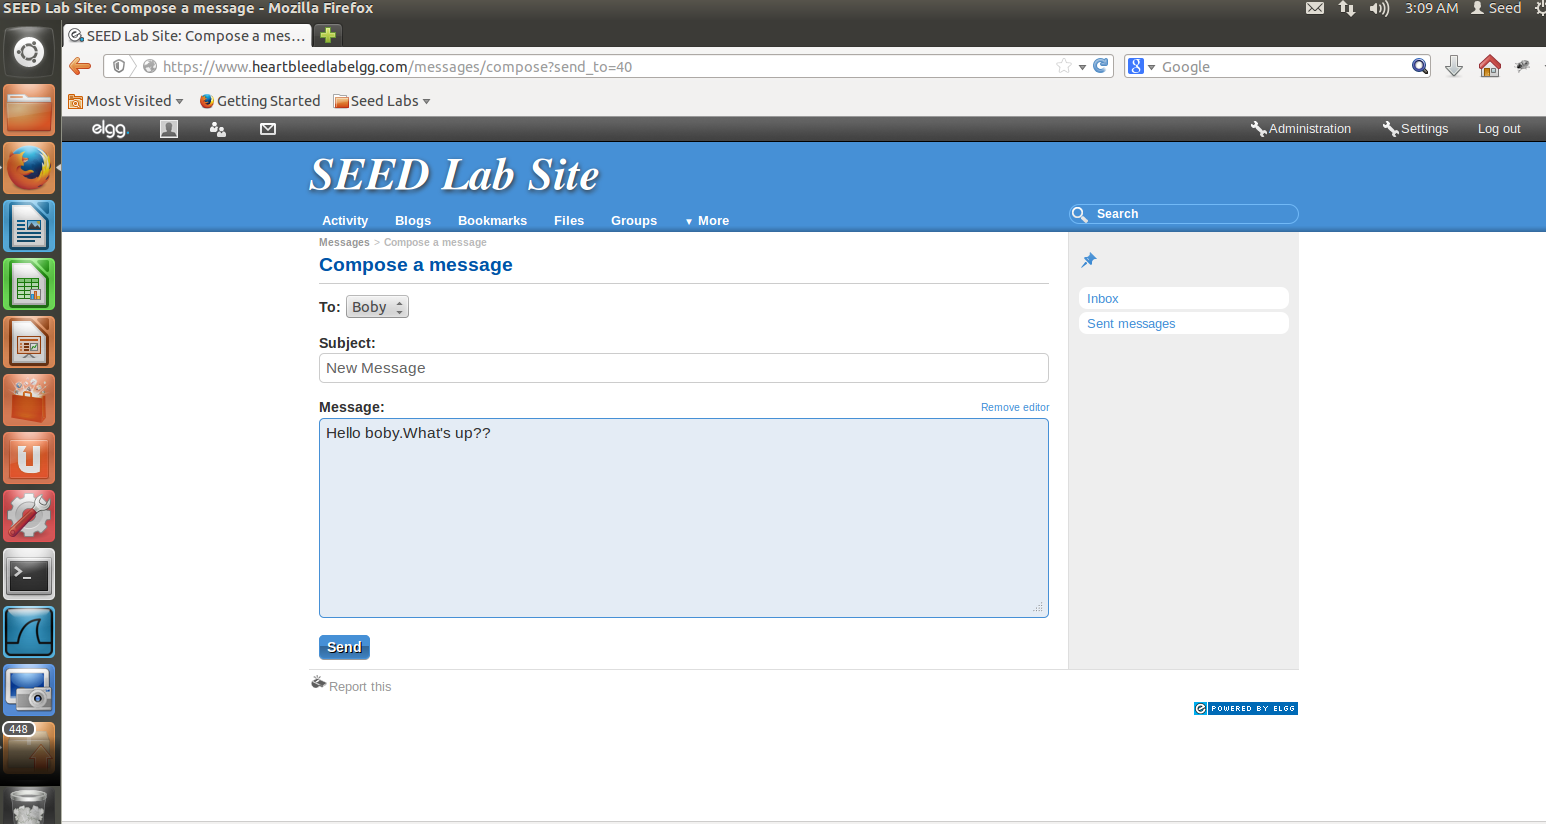 SEED Lab Site: Compose a message - Mozilla Firefox
3:09 AM Seed
SEED Lab Site: Compose a mes...
https://www.heartbleedlabelgg.com/messages/compose?send_to=40
8 Google
Most Visited Getting Started Seed Labs
elgg. Administration Settings Log out
SEED Lab Site
Activity Blogs Bookmarks Files Groups ▼ More
Search
Messages > Compose a message
Compose a message
To: Boby
Inbox
Sent messages
Subject:
New Message
Message: Remove editor
Hello boby.What's up??
Send
Report this
POWERED BY ELGG
448